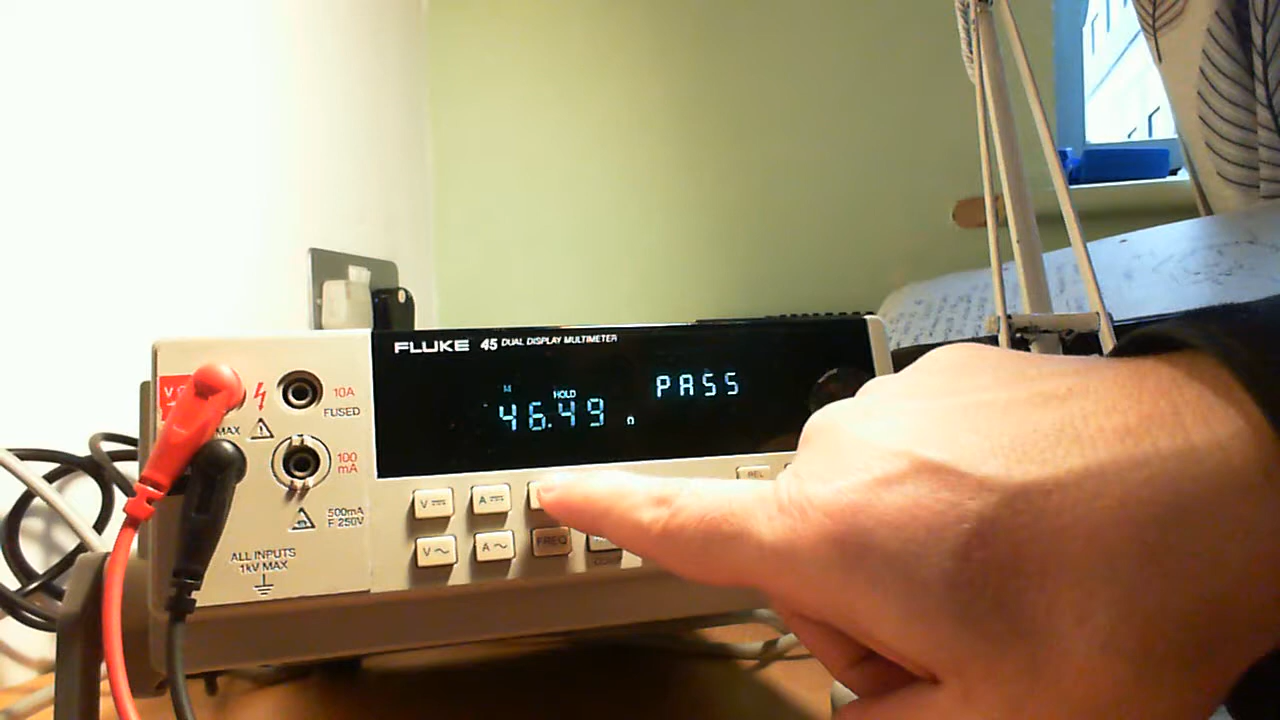 FLUKE 45 DUAL DISPLAY MULTIMETER
M
HOLD
PASS
46.49 Ω
V
10A
FUSED
MAX
100
mA
500mA
F 250V
ALL INPUTS
1kV MAX
V
A
REL
V
A
FREQ